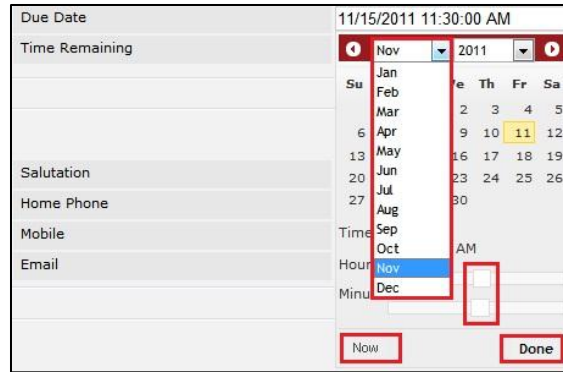 Due Date 11/15/2011 11:30:00 AM
Time Remaining
Nov 2011
Su Th Fr Sa
2 3 4 5
6 9 10 11 12
13 16 17 18 19
20 23 24 25 26
27 30
Jan
Feb
Mar
Apr
May
Jun
Jul
Aug
Sep
Oct
Nov
Dec
Salutation
Home Phone
Mobile
Email
Time AM
Hour
Minu
Now Done